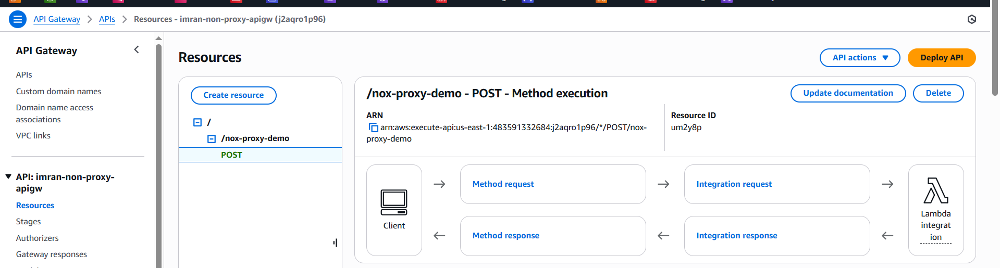 API Gateway
APIs
Resources - imran-non-proxy-apigw (j2aqro1p96)
API Gateway
APIs
Custom domain names
Domain name access
associations
VPC links
API: imran-non-proxy-
apigw
Resources
Stages
Authorizers
Gateway responses
Resources
API actions
Deploy API
Create resource
/
/nox-proxy-demo
POST
/nox-proxy-demo - POST - Method execution
Update documentation
Delete
ARN
arn:aws:execute-api:us-east-1:483591332684:j2aqro1p96/*/POST/nox-
proxy-demo
Resource ID
um2y8p
Client
Method request
Integration request
Method response
Integration response
Lambda
integrat
ion